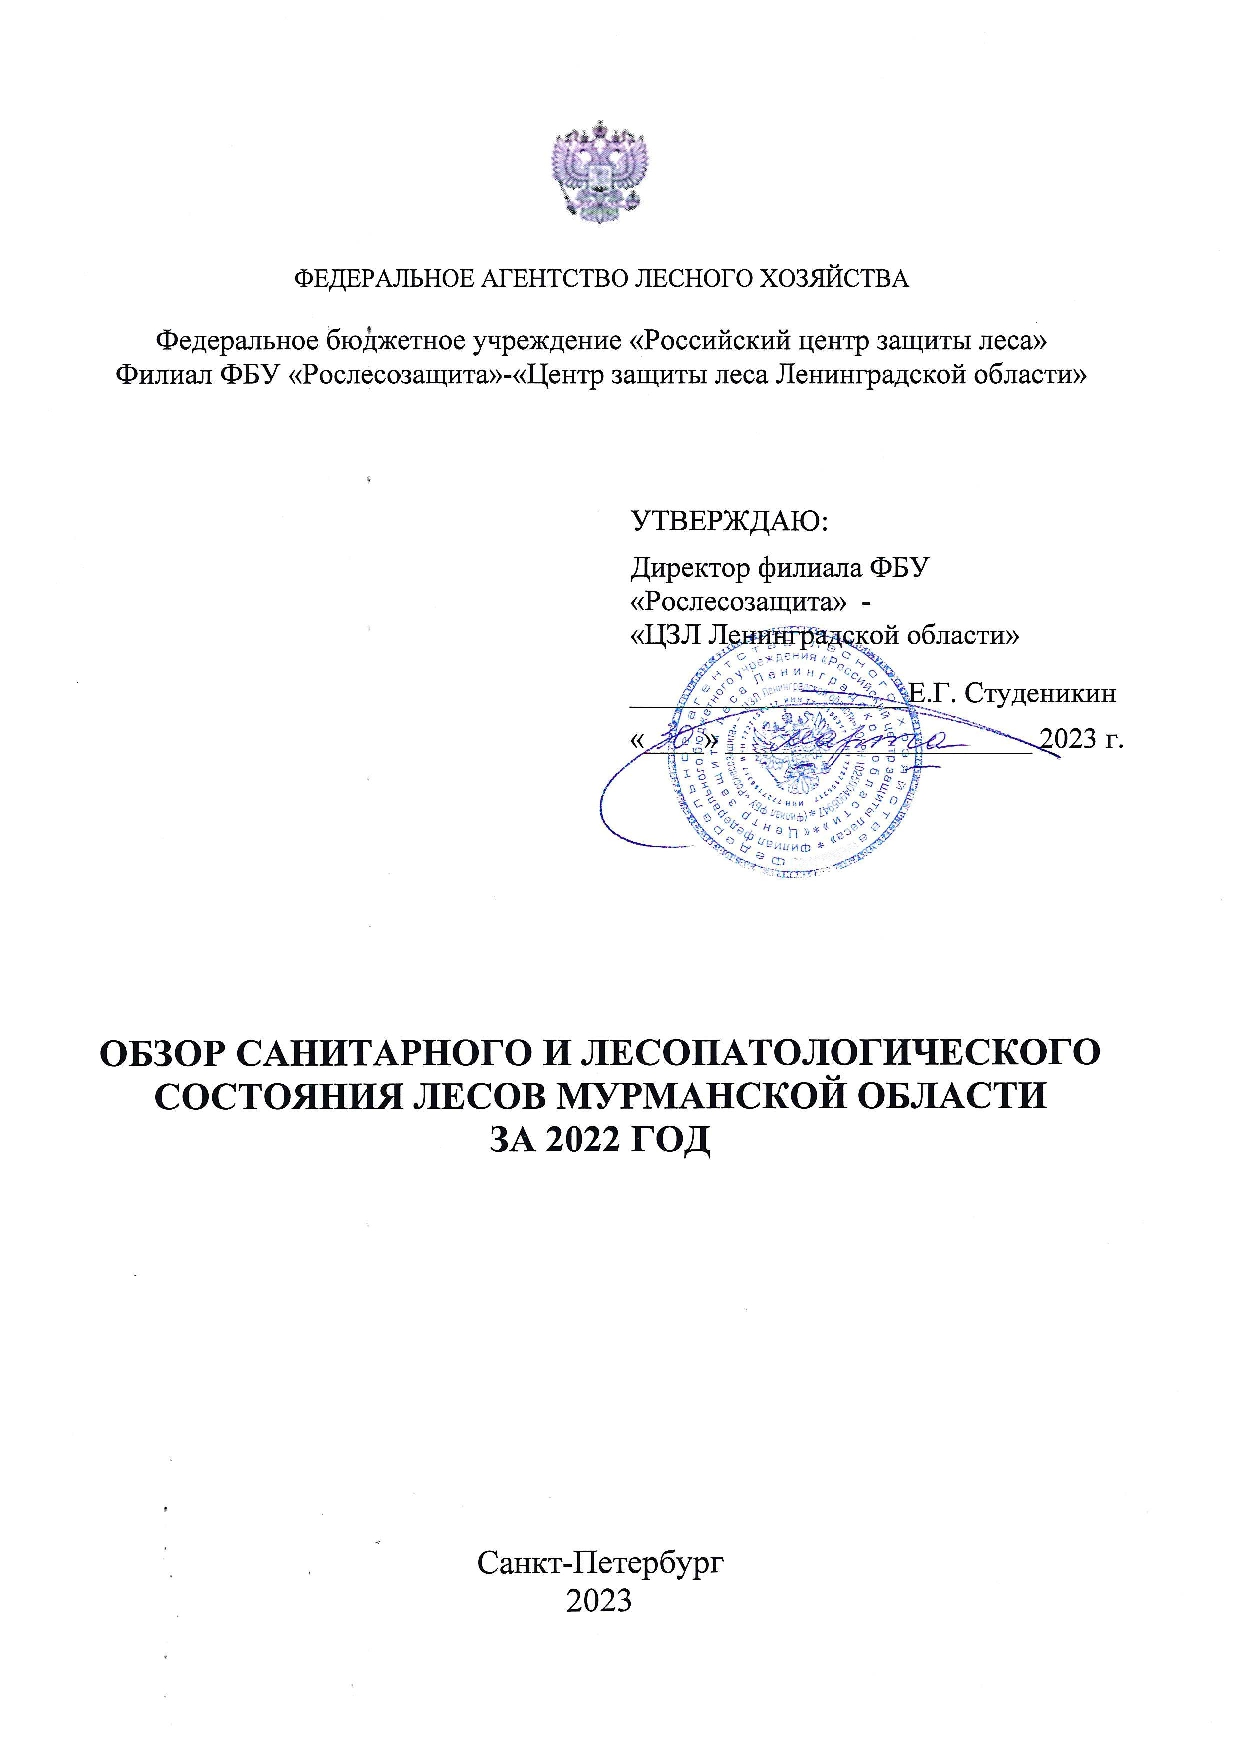 ФЕДЕРАЛЬНОЕ АГЕНТСТВО ЛЕСНОГО ХОЗЯЙСТВА
Федеральное бюджетное учреждение «Российский центр защиты леса»
Филиал ФБУ «Рослесозащита»-«Центр защиты леса Ленинградской области»
УТВЕРЖДАЮ:
Директор филиала ФБУ
«Рослесозащита» -
«ЦЗЛ Ленинградской области»
Е.Г. Студеникин
«30» марта 2023 г.
ОБЗОР САНИТАРНОГО И ЛЕСОПАТОЛОГИЧЕСКОГО
СОСТОЯНИЯ ЛЕСОВ МУРМАНСКОЙ ОБЛАСТИ
ЗА 2022 ГОД
Санкт-Петербург
2023